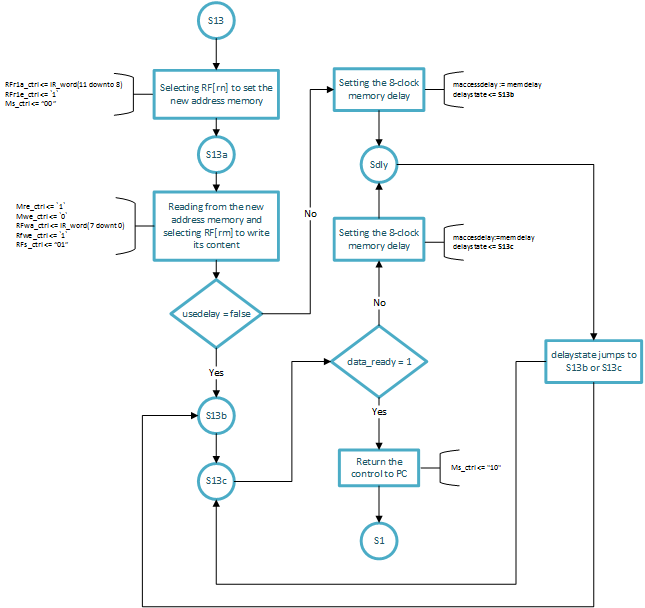 S13
Selecting RF[rn] to set the
new address memory
RFr1a_ctrl <= IR_word(11 downto 8)
RFr1e_ctrl <= `1`
Ms_ctrl <= "00"
S13a
Reading from the new
address memory and
selecting RF[rm] to write
its content
Mre_ctrl <= `1`
Mwe_ctrl <= `0`
RFwa_ctrl <= IR_word(7 downt 0)
Rfwe_ctrl <= `1`
RFs_ctrl <= "01"
usedelay = false
No
Yes
S13b
S13c
Setting the 8-clock
memory delay
maccessdelay := memdelay
delaystate <= S13b
Sdly
Setting the 8-clock
memory delay
maccesdelay:=memdelay
delaystate <= S13c
No
data_ready = 1
Yes
Return the
control to PC
Ms_ctrl <= "10"
S1
delaystate jumps to
S13b or S13c